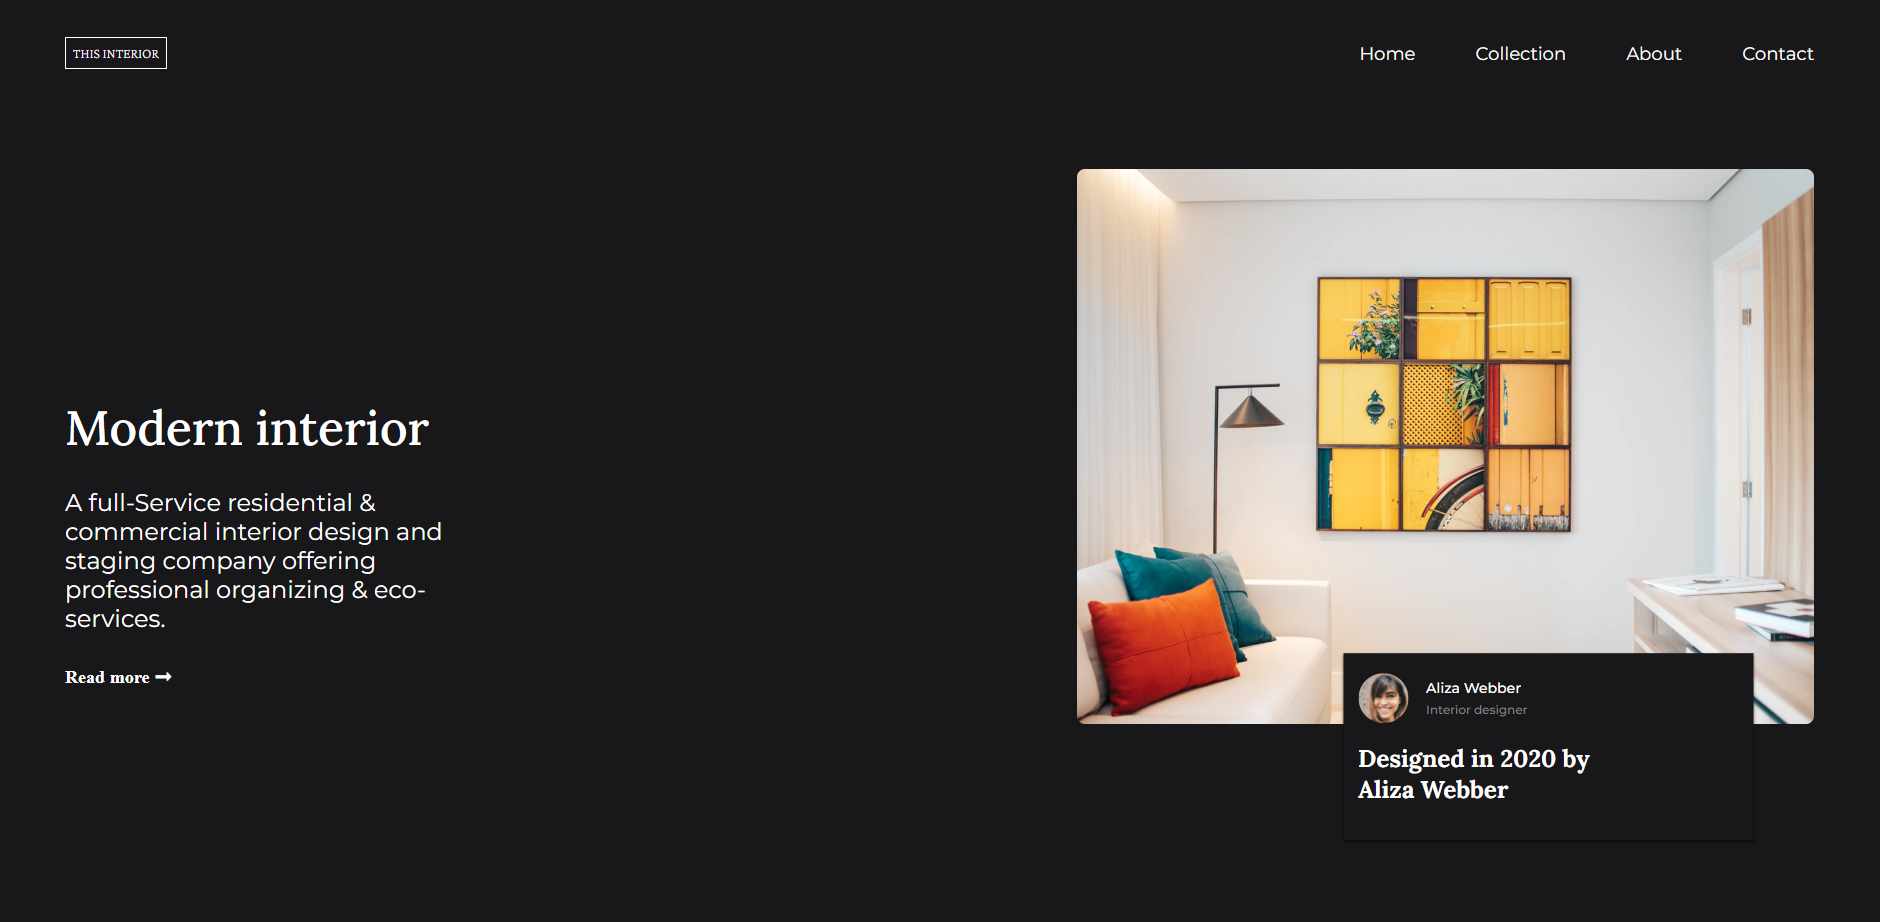 THIS INTERIOR
Home Collection About Contact
Modern interior
A full-Service residential &
commercial interior design and
staging company offering
professional organizing & eco-
services.
Read more ➞
Aliza Webber
Interior designer
Designed in 2020 by
Aliza Webber